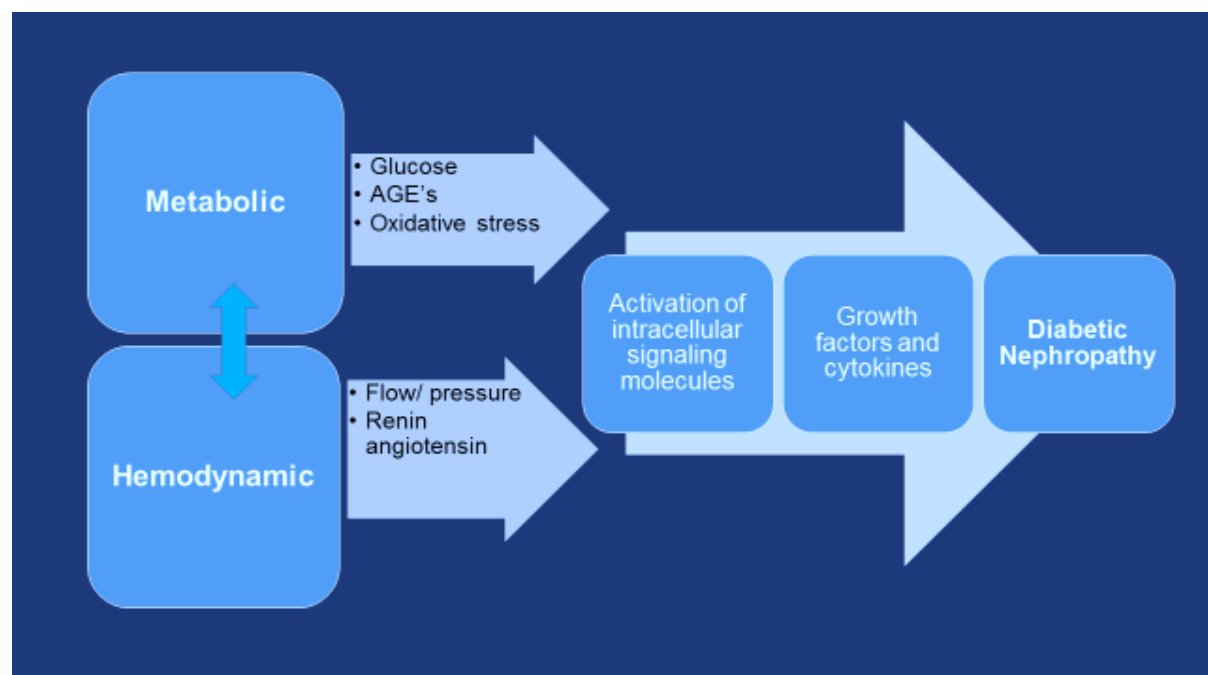 Metabolic
• Glucose
• AGE's
• Oxidative stress
Hemodynamic
• Flow/ pressure
• Renin
angiotensin
Activation of
intracellular
signaling
molecules
Growth
factors and
cytokines
Diabetic
Nephropathy